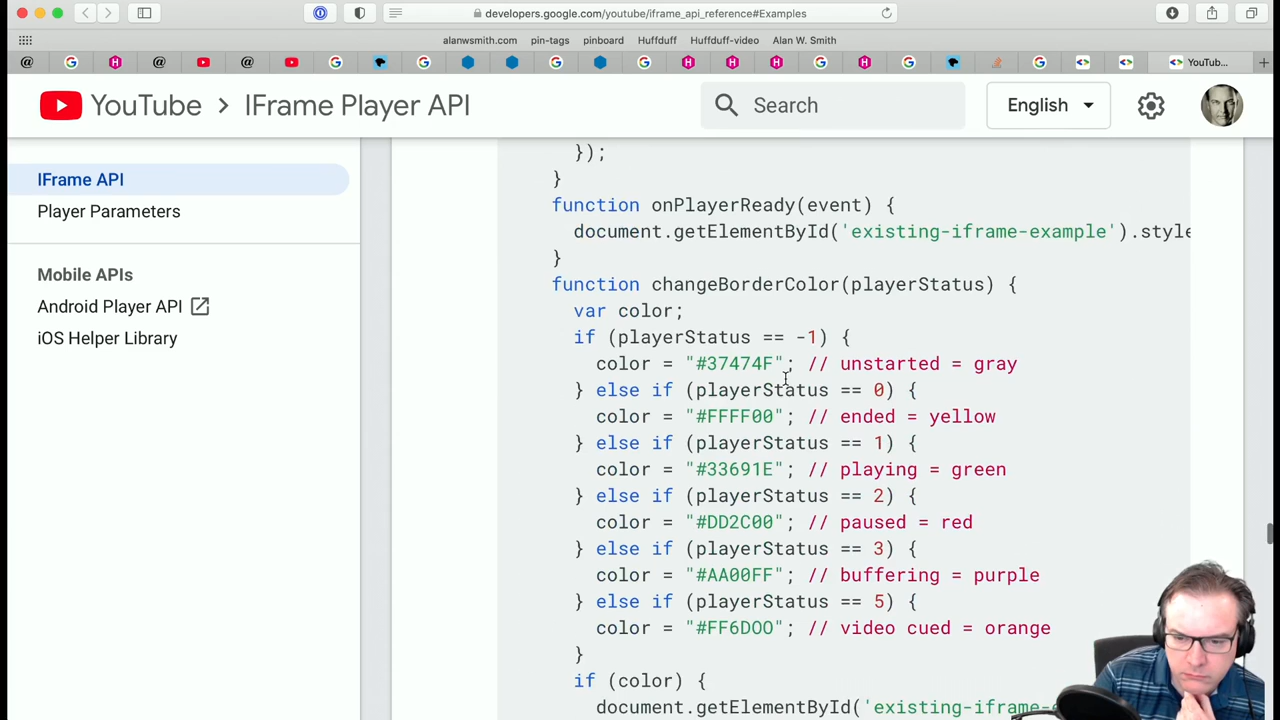 developers.google.com/youtube/iframe_api_reference#Examples
alanwsmith.com pin-tags pinboard Huffduff Huffduff-video Alan W. Smith
YouTub...
YouTube > IFrame Player API Search English
IFrame API
Player Parameters
Mobile APIs
Android Player API
iOS Helper Library
});
}
function onPlayerReady(event) {
document.getElementById('existing-iframe-example').style
}
function changeBorderColor(playerStatus) {
var color;
if (playerStatus == -1) {
color = "#37474F"; // unstarted = gray
} else if (playerStatus == 0) {
color = "#FFFF00"; // ended = yellow
} else if (playerStatus == 1) {
color = "#33691E"; // playing = green
} else if (playerStatus == 2) {
color = "#DD2C00"; // paused = red
} else if (playerStatus == 3) {
color = "#AA00FF"; // buffering = purple
} else if (playerStatus == 5) {
color = "#FF6DOO"; // video cued = orange
}
if (color) {
document.getElementById('existing-iframe-e